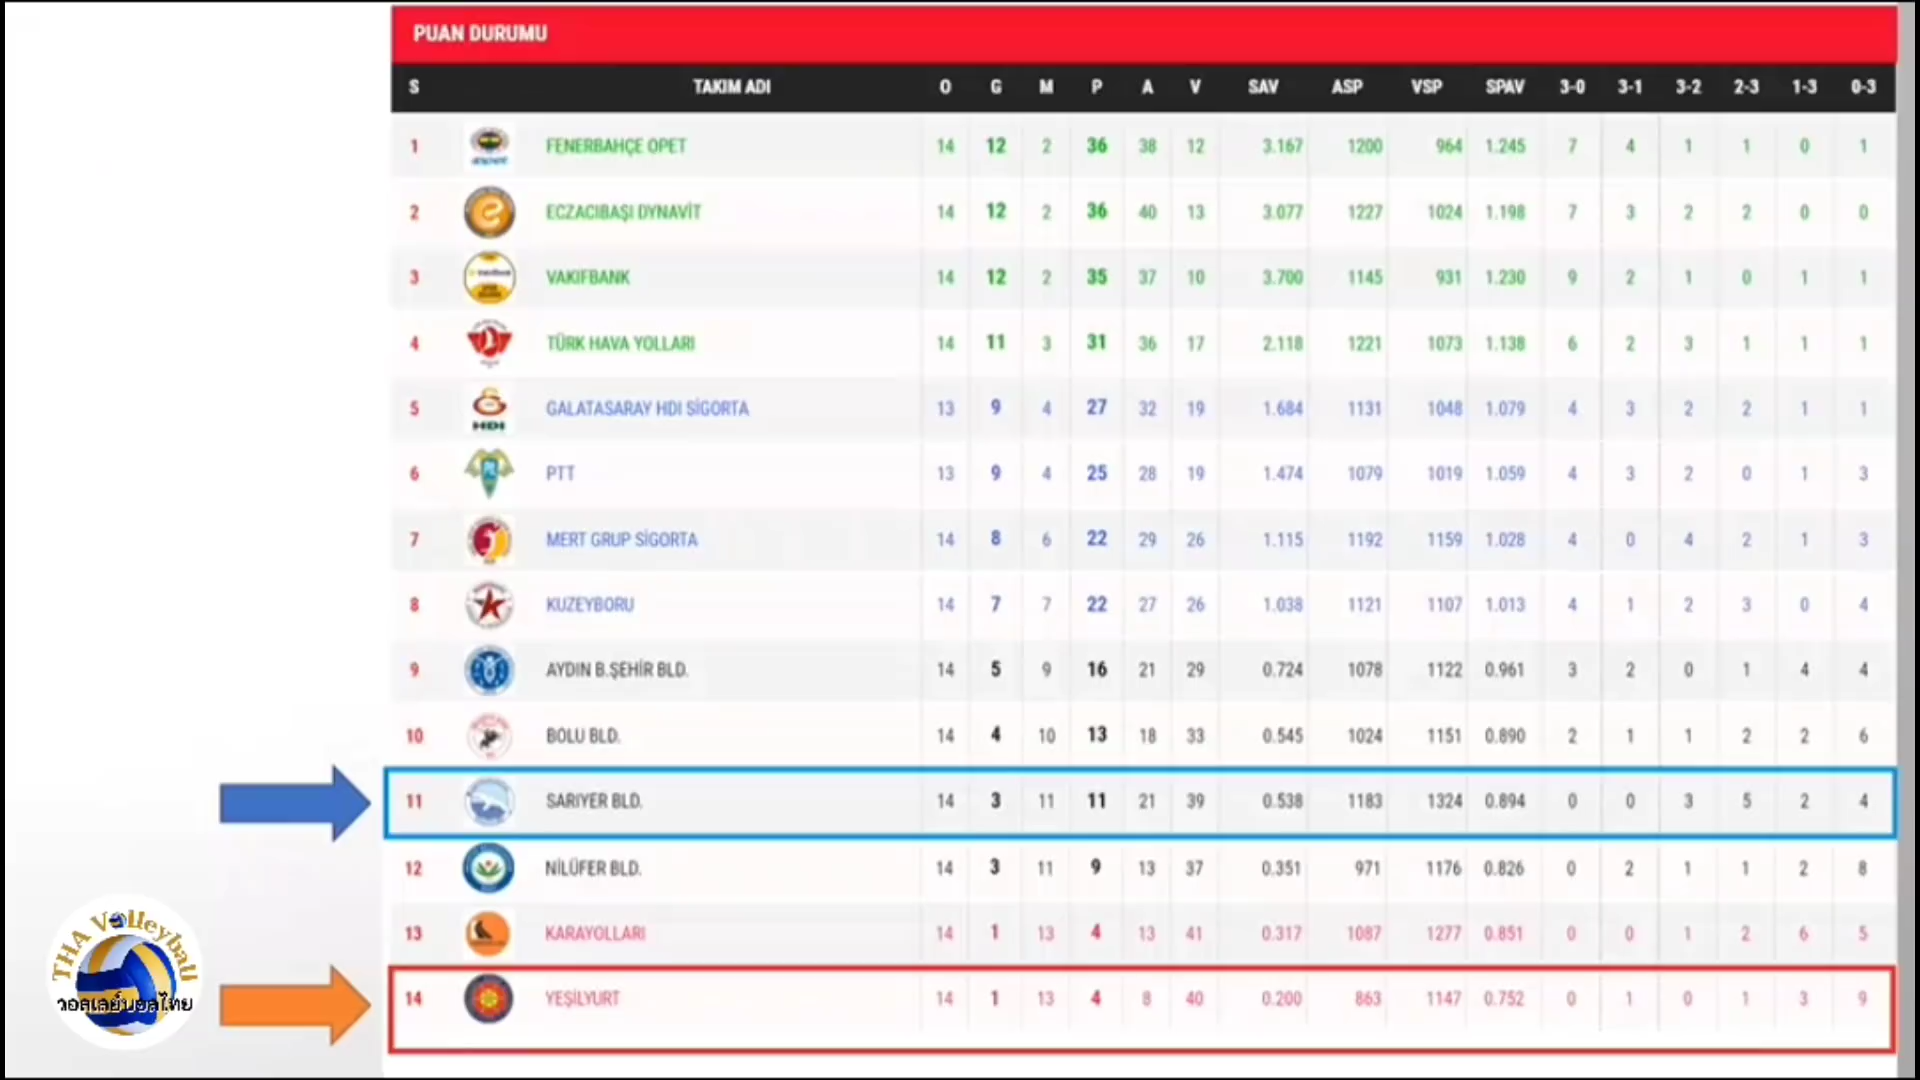 PUAN DURUMU
S TAKIM ADI O G M P A V SAV ASP VSP SPAV 3-0 3-1 3-2 2-3 1-3 0-3
1 FENERBAHÇE OPET 14 12 2 36 38 12 3.167 1200 964 1.245 7 4 1 1 0 1
2 ECZACIBAŞI DYNAVİT 14 12 2 36 40 13 3.077 1227 1024 1.198 7 3 2 2 0 0
3 VAKIFBANK 14 12 2 35 37 10 3.700 1145 931 1.230 9 2 1 0 1 1
4 TÜRK HAVA YOLLARI 14 11 3 31 36 17 2.118 1221 1073 1.138 6 2 3 1 1 1
5 HDI GALATASARAY HDI SİGORTA 13 9 4 27 32 19 1.684 1131 1048 1.079 4 3 2 2 1 1
6 PTT 13 9 4 25 28 19 1.474 1079 1019 1.059 4 3 2 0 1 3
7 MERT GRUP SİGORTA 14 8 6 22 29 26 1.115 1192 1159 1.028 4 0 4 2 1 3
8 KUZEYBORU 14 7 7 22 27 26 1.038 1121 1107 1.013 4 1 2 3 0 4
9 AYDIN B.ŞEHİR BLD. 14 5 9 16 21 29 0.724 1078 1122 0.961 3 2 0 1 4 4
10 BOLU BLD. 14 4 10 13 18 33 0.545 1024 1151 0.890 2 1 1 2 2 6
11 SARIYER BLD. 14 3 11 11 21 39 0.538 1183 1324 0.894 0 0 3 5 2 4
12 NİLÜFER BLD. 14 3 11 9 13 37 0.351 971 1176 0.826 0 2 1 1 2 8
13 KARAYOLLARI 14 1 13 4 13 41 0.317 1087 1277 0.851 0 0 1 2 6 5
14 YEŞİLYURT 14 1 13 4 8 40 0.200 863 1147 0.752 0 1 0 1 3 9
THA Volleyball
วอลเลย์บอลไทย